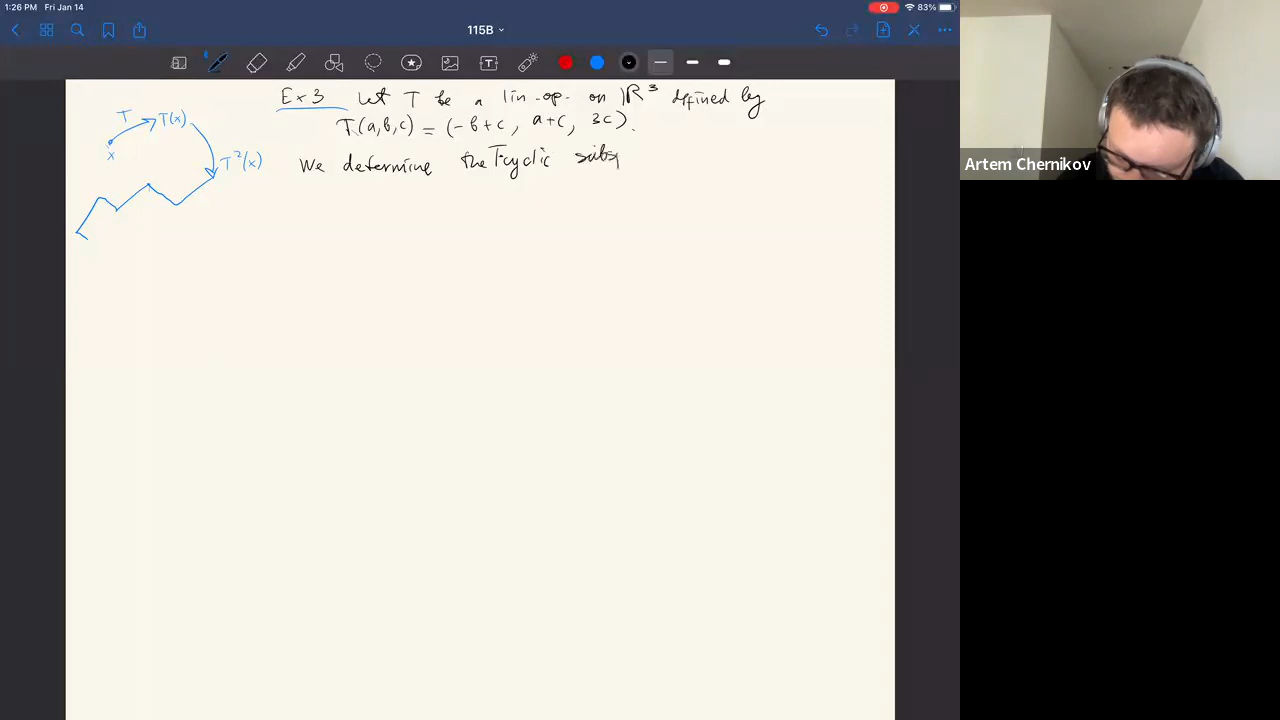 1:26 PM Fri Jan 14
83%
115B
Ex 3 Let T be a lin. op. on ℝ³ defined by
T(a,b,c) = (-b+c, a+c, 3c).
We determine the T-cyclic subsp
T
T(x)
x
T²(x)
Artem Chernikov